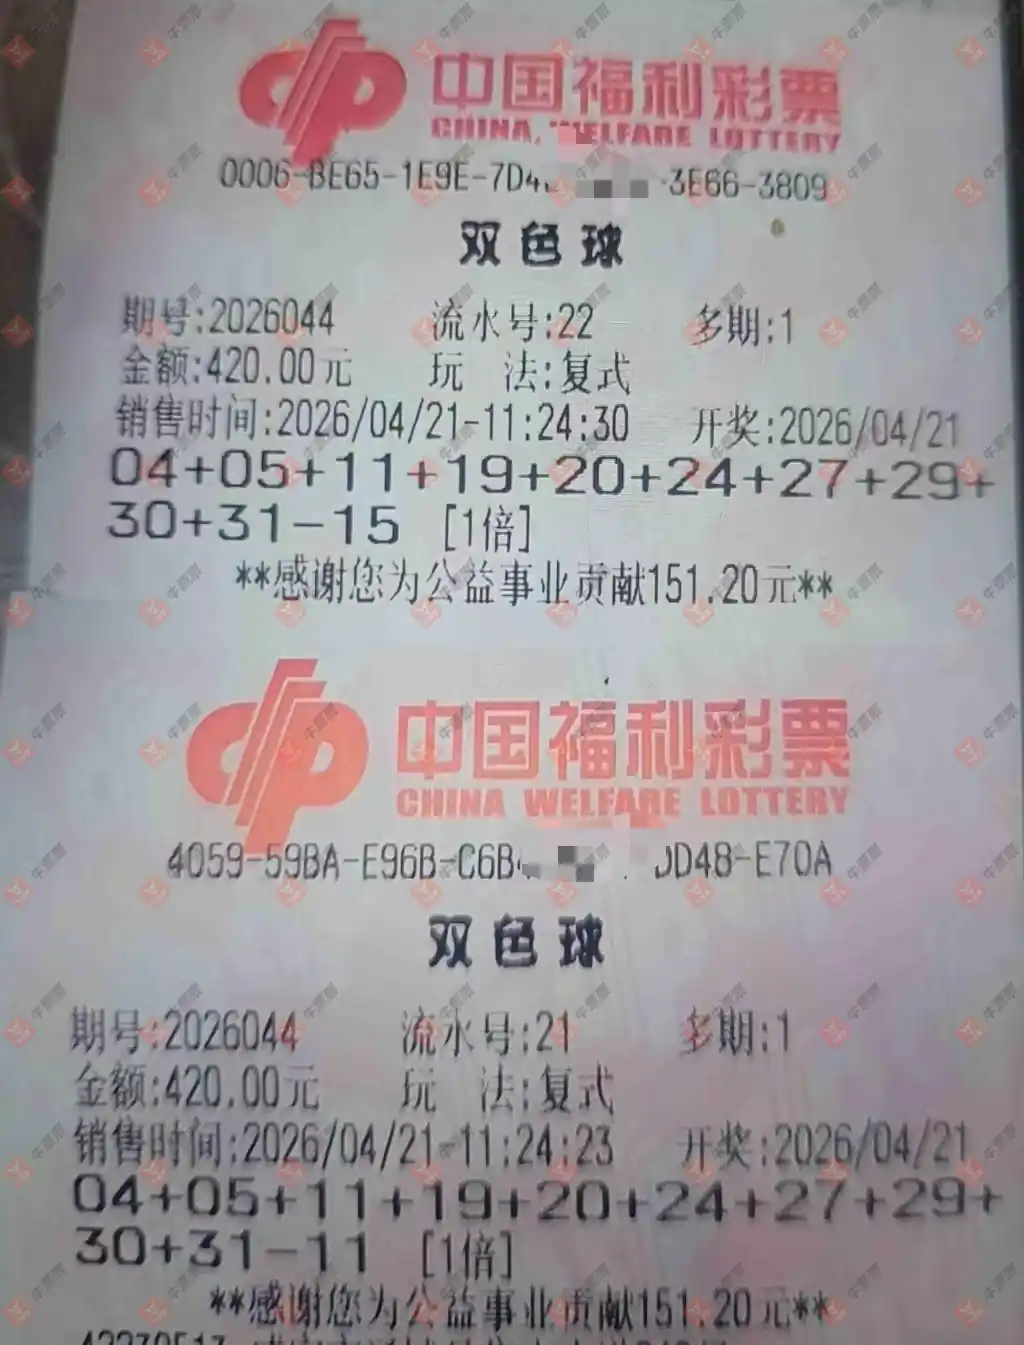 中国福利彩票
CHINA WELFARE LOTTERY
0006-BE65-1E9E-7D4 -3E66-3809
双色球
期号:2026044 流水号:22 多期:1
金额:420.00元 玩 法:复式
销售时间:2026/04/21-11:24:30 开奖:2026/04/21
04+05+11+19+20+24+27+29+
30+31-15 [1倍]
**感谢您为公益事业贡献151.20元**
中国福利彩票
CHINA WELFARE LOTTERY
4059-59BA-E96B-C6B D48-E70A
双色球
期号:2026044 流水号:21 多期:1
金额:420.00元 玩 法:复式
销售时间:2026/04/21-11:24:23 开奖:2026/04/21
04+05+11+19+20+24+27+29+
30+31-11 [1倍]
**感谢您为公益事业贡献151.20元**